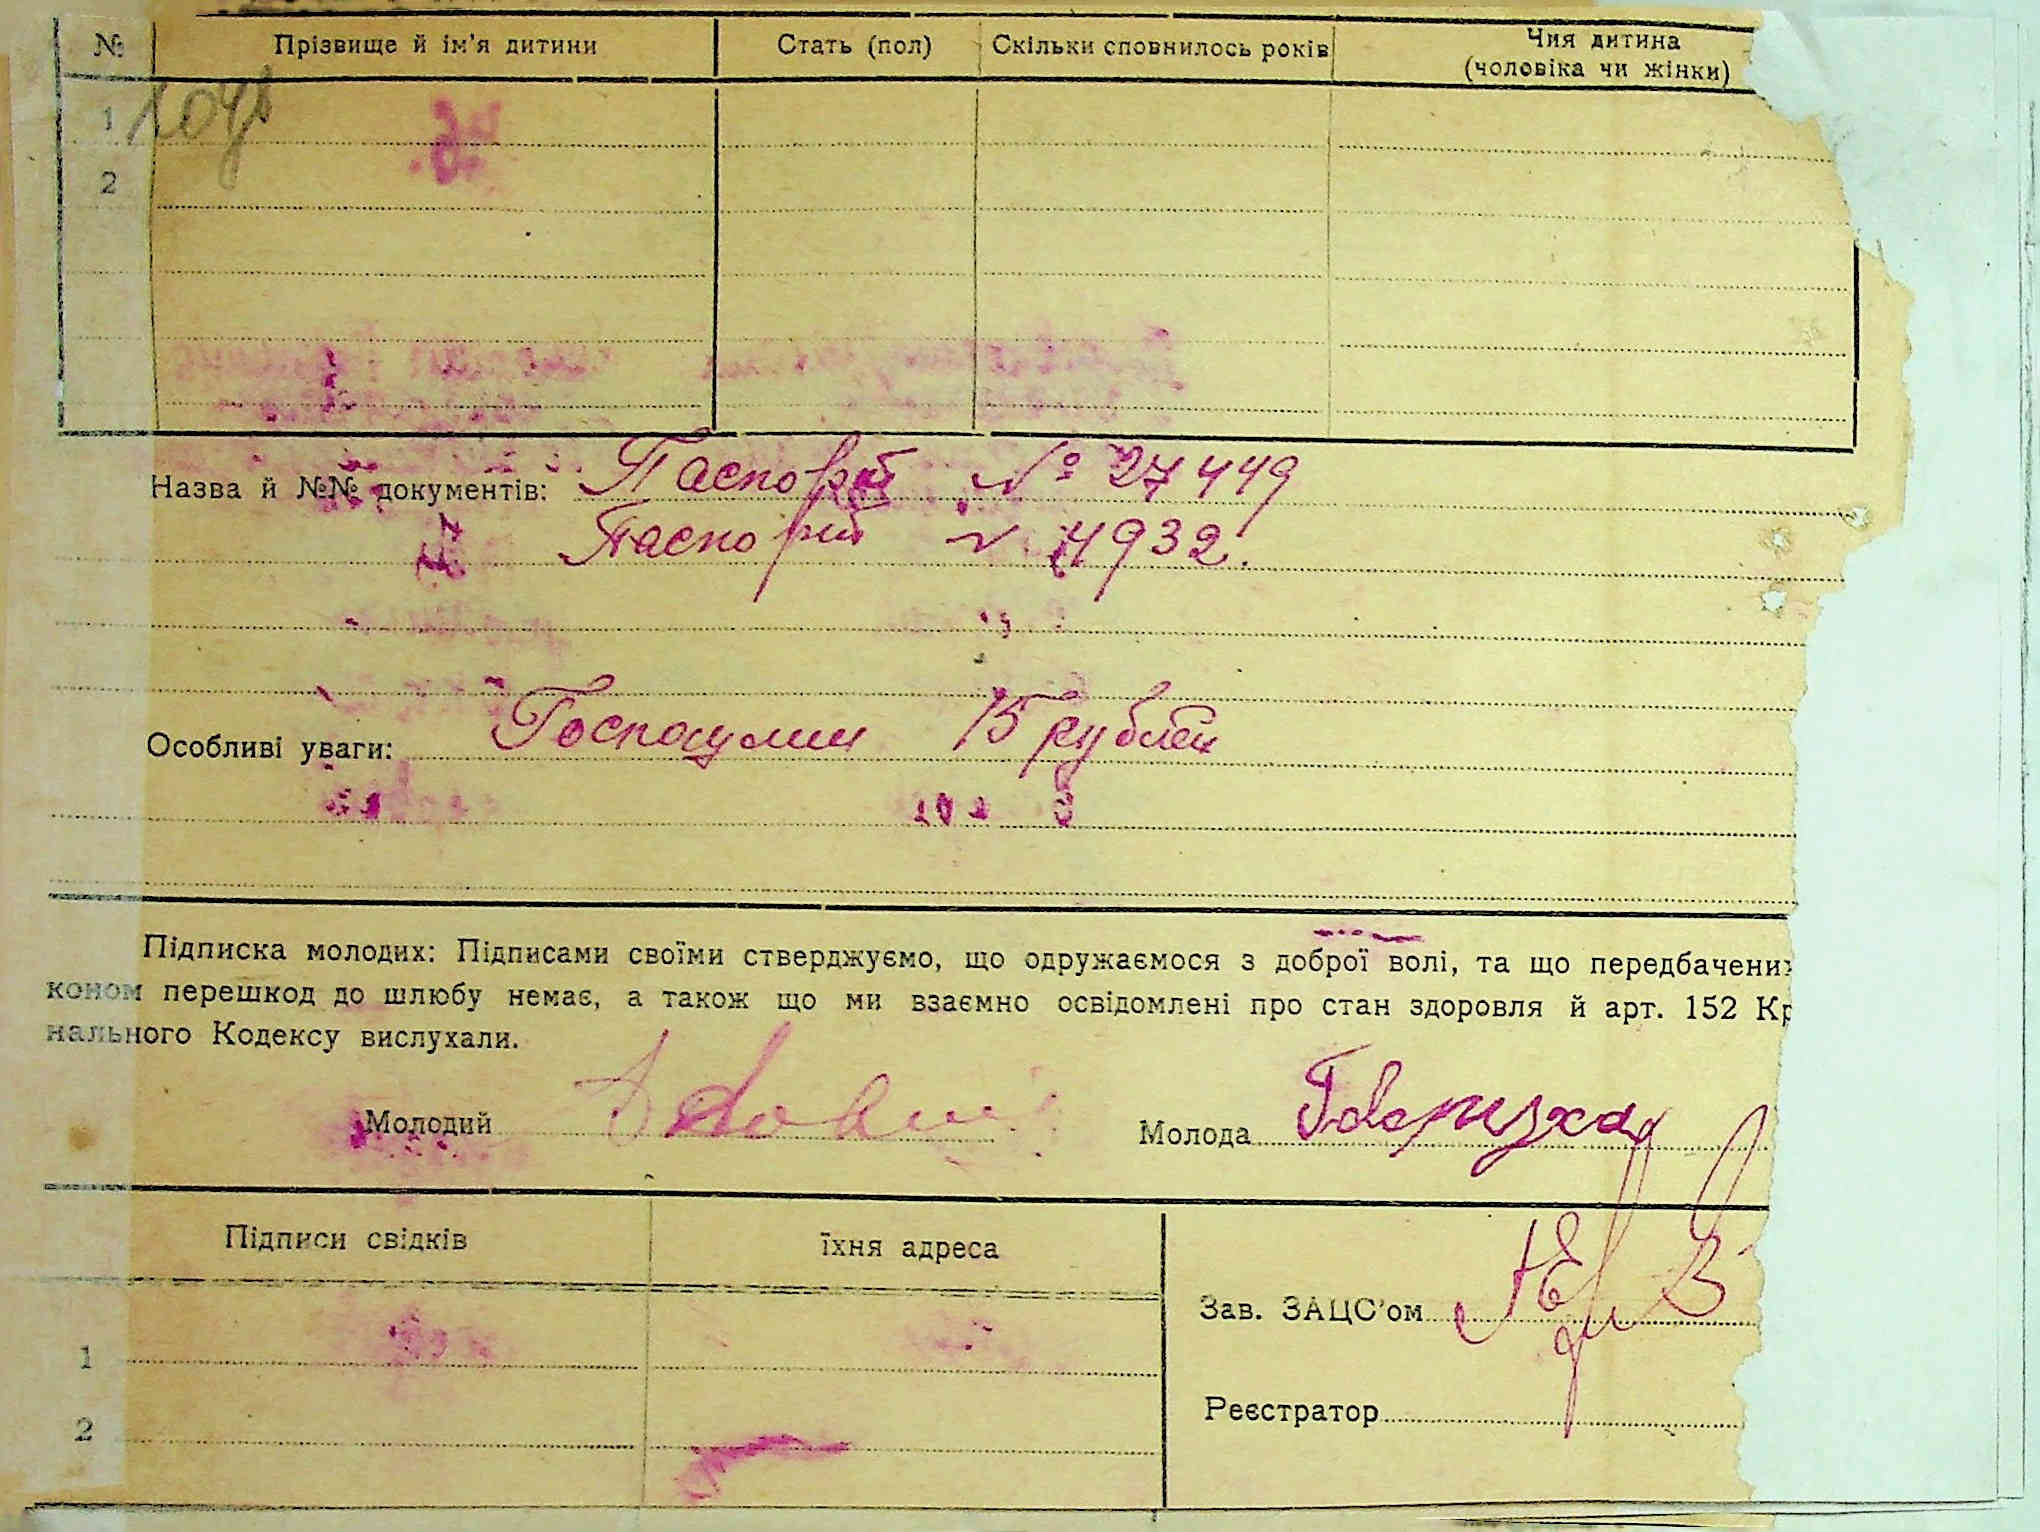 № Прізвище й ім'я дитини Стать (пол) Скільки сповнилось років Чия дитина
(чоловіка чи жінки)
1
2
Назва й №№ документів: Паспорт № 27449
Паспорт № 4932.
Особливі уваги: Госпошлин 15 рублей
Підписка молодих: Підписами своїми стверджуємо, що одружаємося з доброї волі, та що передбачених
коном перешкод до шлюбу немає, а також що ми взаємно освідомлені про стан здоров'я й арт. 152 Кр
нального Кодексу вислухали.
Молодий Молода
Підписи свідків їхня адреса
Зав. ЗАЦС'ом
1
Реєстратор
2